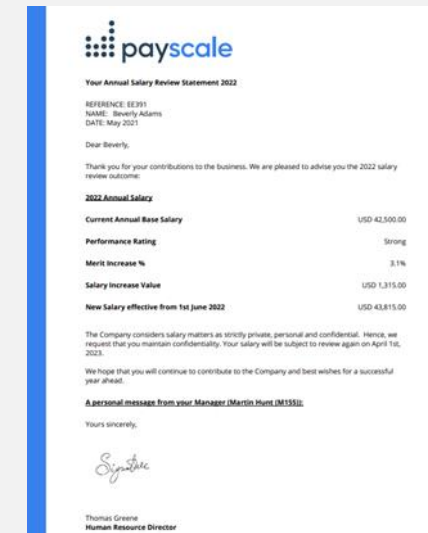 payscale
Your Annual Salary Review Statement 2022
REFERENCE: EE391
NAME: Beverly Adams
DATE: May 2021
Dear Beverly,
Thank you for your contributions to the business. We are pleased to advise you the 2022 salary
review outcome:
2022 Annual Salary
Current Annual Base Salary USD 42,500.00
Performance Rating Strong
Merit Increase % 3.1%
Salary Increase Value USD 1,315.00
New Salary effective from 1st June 2022 USD 43,815.00
The Company considers salary matters as strictly private, personal and confidential. Hence, we
request that you maintain confidentiality. Your salary will be subject to review again on April 1st,
2023.
We hope that you will continue to contribute to the Company and best wishes for a successful
year ahead.
A personal message from your Manager (Martin Hunt (M155)):
Yours sincerely,
Signature
Thomas Greene
Human Resource Director